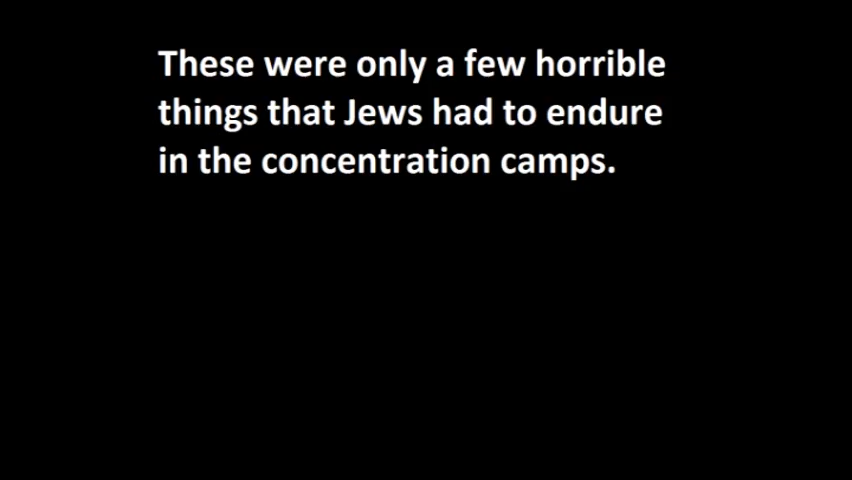 These were only a few horrible
things that Jews had to endure
in the concentration camps.